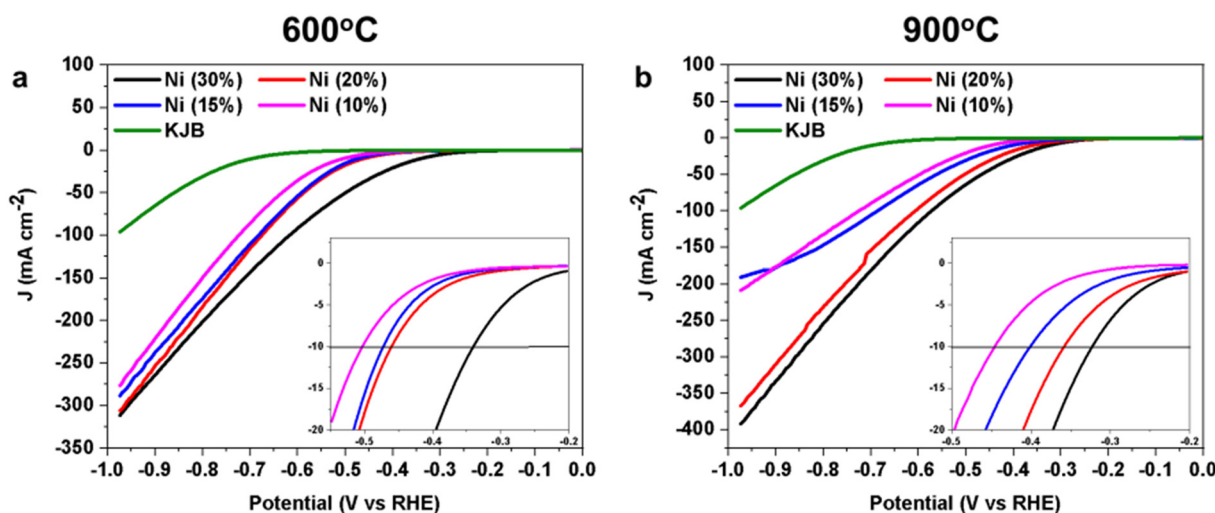 600°C
900°C
a
Ni (30%)
Ni (20%)
Ni (15%)
Ni (10%)
KJB
100
50
0
-50
-100
-150
-200
-250
-300
-350
J (mA cm⁻²)
0
-5
-10
-15
-20
-0.5
-0.4
-0.3
-0.2
-1.0 -0.9 -0.8 -0.7 -0.6 -0.5 -0.4 -0.3 -0.2 -0.1 0.0
Potential (V vs RHE)
b
Ni (30%)
Ni (20%)
Ni (15%)
Ni (10%)
KJB
100
50
0
-50
-100
-150
-200
-250
-300
-350
-400
J (mA cm⁻²)
0
-5
-10
-15
-20
-0.5
-0.4
-0.3
-0.2
-1.0 -0.9 -0.8 -0.7 -0.6 -0.5 -0.4 -0.3 -0.2 -0.1 0.0
Potential (V vs RHE)